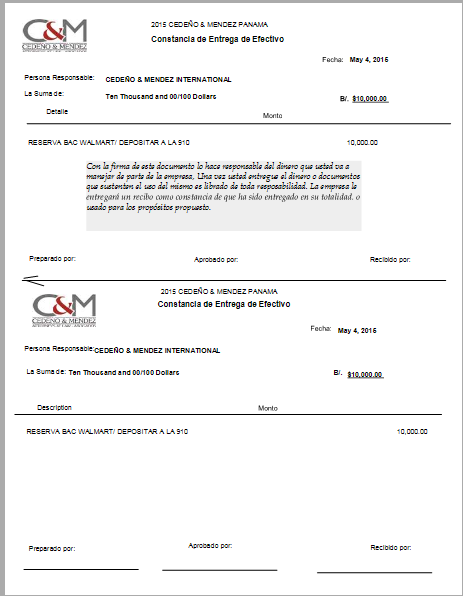 C&M
CEDEÑO & MENDEZ
2015 CEDEÑO & MENDEZ PANAMA
Constancia de Entrega de Efectivo
Fecha: May 4, 2016
Persona Responsable: CEDEÑO & MENDEZ INTERNATIONAL
La Suma de: Ten Thousand and 00/100 Dollars B/. $10,000.00
Detalle Monto
RESERVA BAC WALMART/ DEPOSITAR A LA 910 10,000.00
Con la firma de este documento lo hace responsable del dinero que usted va a
manejar de parte de la empresa, Una vez usted entregue el dinero o documentos
que sustenten el uso del mismo es librado de toda resposabilidad. La empresa le
entregará un recibo como constancia de que ha sido entregado en su totalidad. o
usado para los propósitos propuesto.
Preparado por: Aprobado por: Recibido por:
C&M
CEDEÑO & MENDEZ
2015 CEDEÑO & MENDEZ PANAMA
Constancia de Entrega de Efectivo
Fecha: May 4, 2016
Persona Responsable: CEDEÑO & MENDEZ INTERNATIONAL
La Suma de: Ten Thousand and 00/100 Dollars B/. $10,000.00
Description Monto
RESERVA BAC WALMART/ DEPOSITAR A LA 910 10,000.00
Preparado por: Aprobado por: Recibido por: